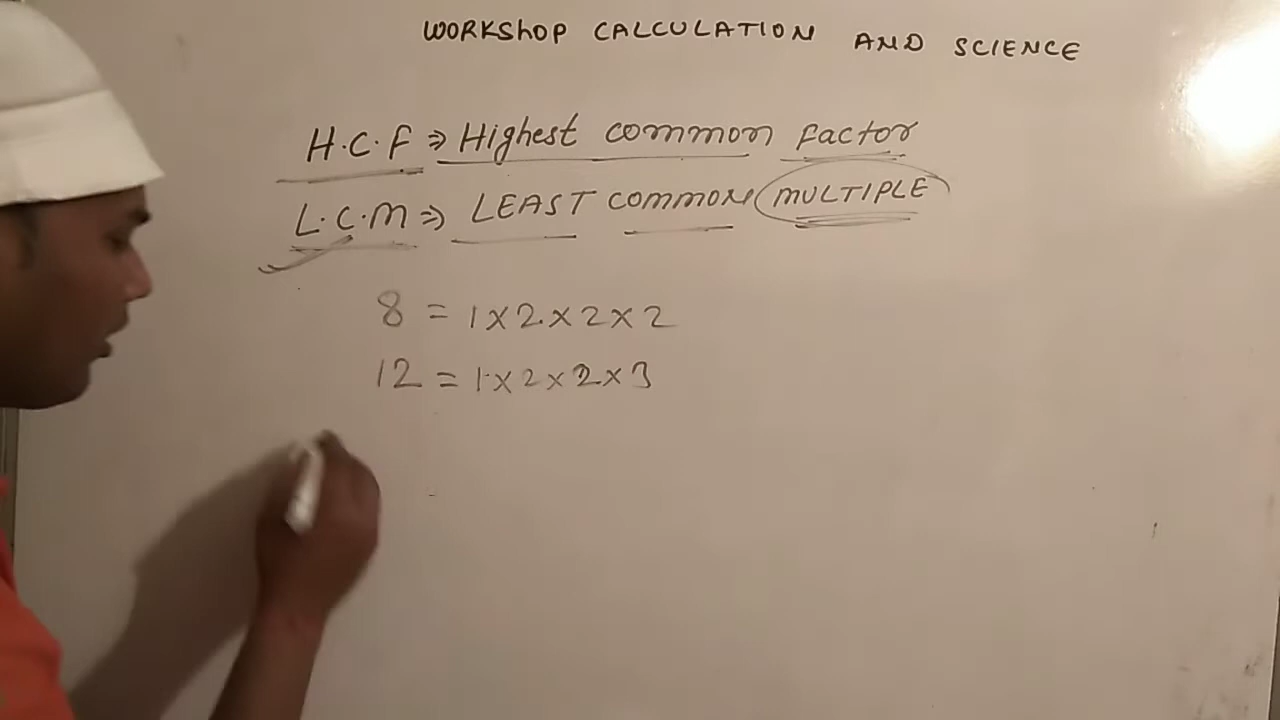 WORKSHOP CALCULATION AND SCIENCE
H.C.F ⇒ Highest common Factor
L.C.M ⇒ LEAST COMMON MULTIPLE
8 = 1 × 2 × 2 × 2
12 = 1 × 2 × 2 × 3